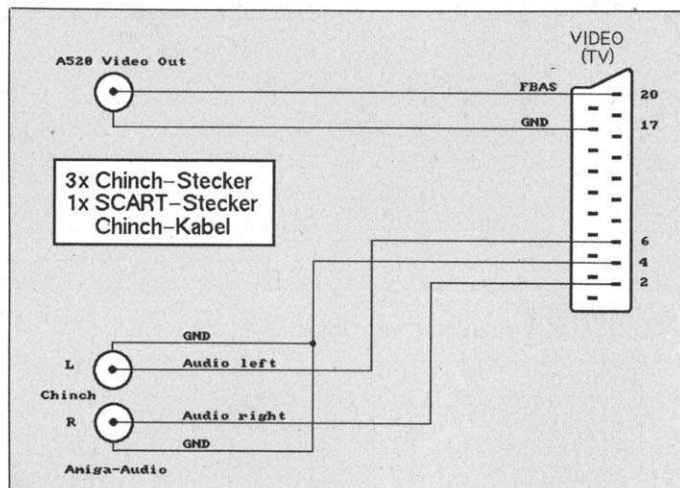 VIDEO
(TV)
A520 Video Out
FBAS
20
GND
17
3x Chinch-Stecker
1x SCART-Stecker
Chinch-Kabel
6
4
2
GND
L
Audio left
Chinch
R
Audio right
GND
Amiga-Audio